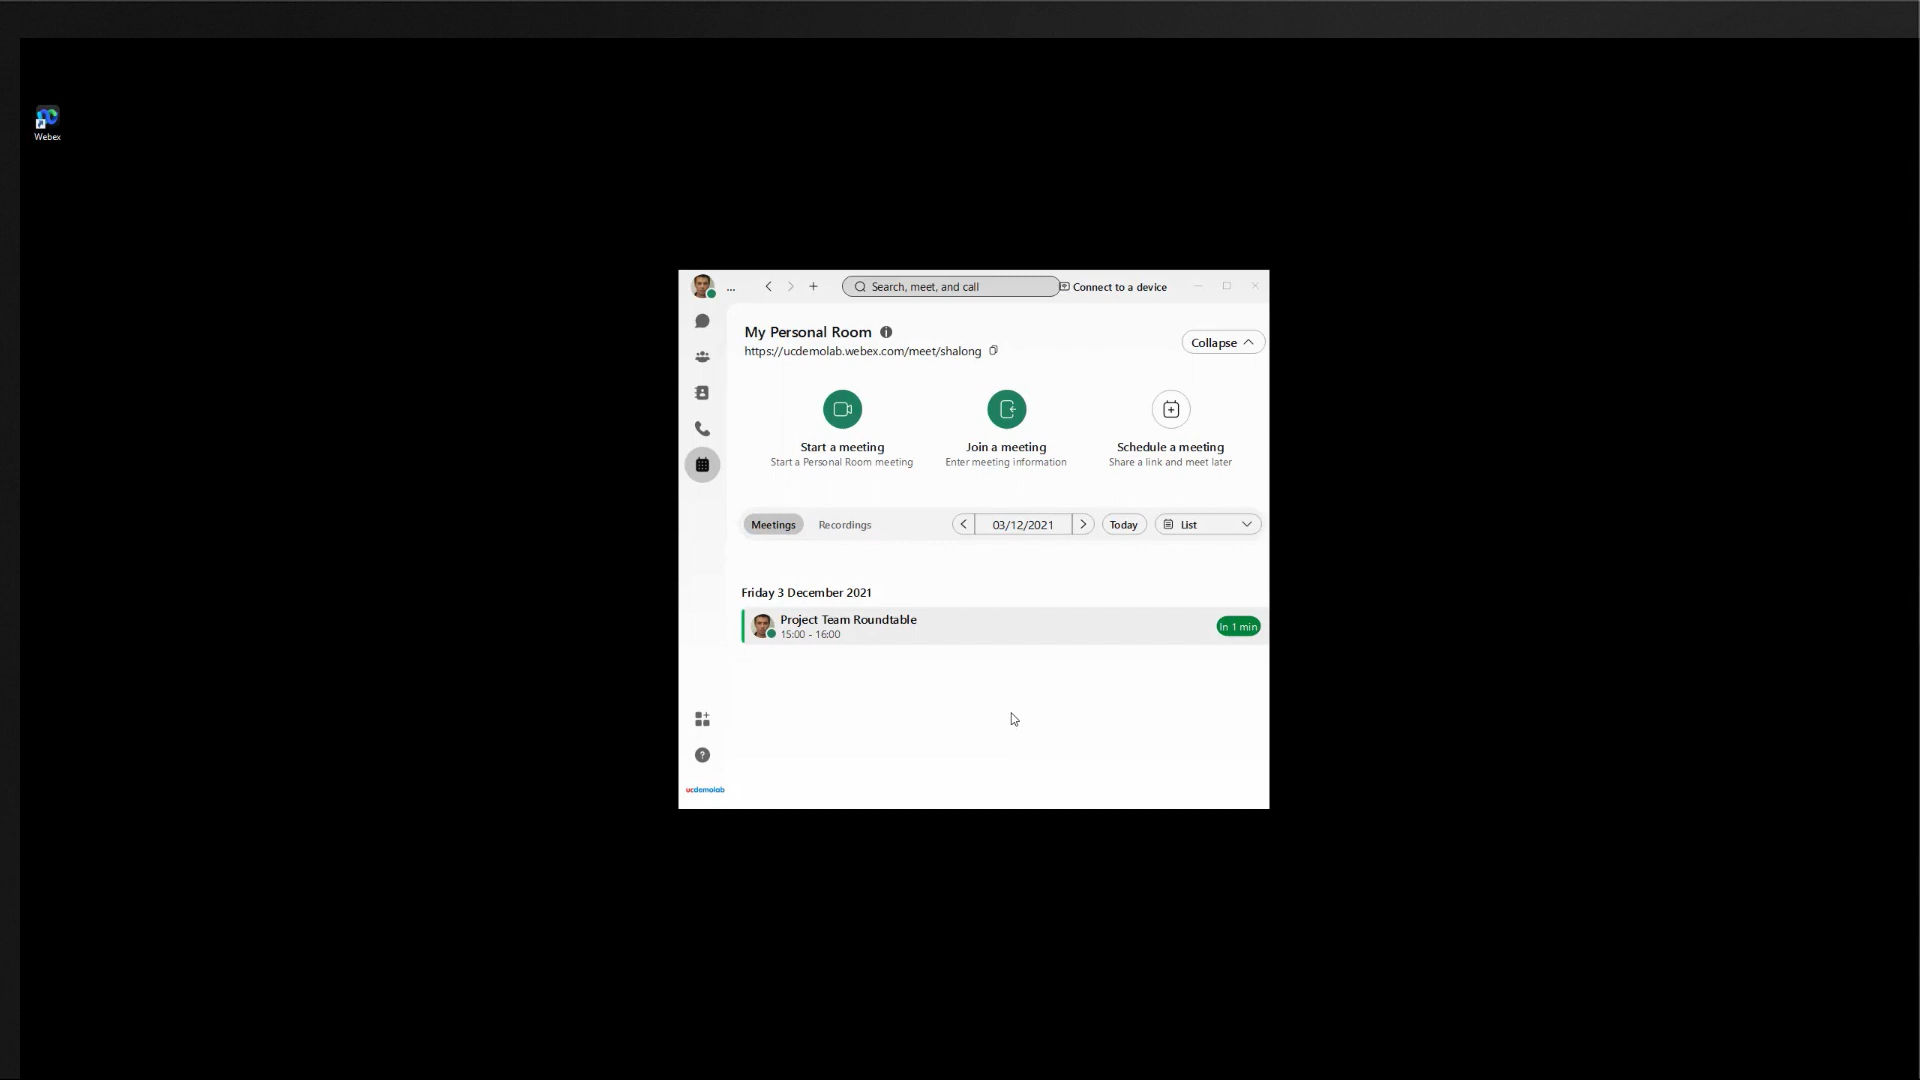 Webex
...
Search, meet, and call
Connect to a device
My Personal Room
https://ucdemolab.webex.com/meet/shalong
Collapse
Start a meeting
Start a Personal Room meeting
Join a meeting
Enter meeting information
Schedule a meeting
Share a link and meet later
Meetings
Recordings
03/12/2021
Today
List
Friday 3 December 2021
Project Team Roundtable
15:00 - 16:00
In 1 min
ucdemolab